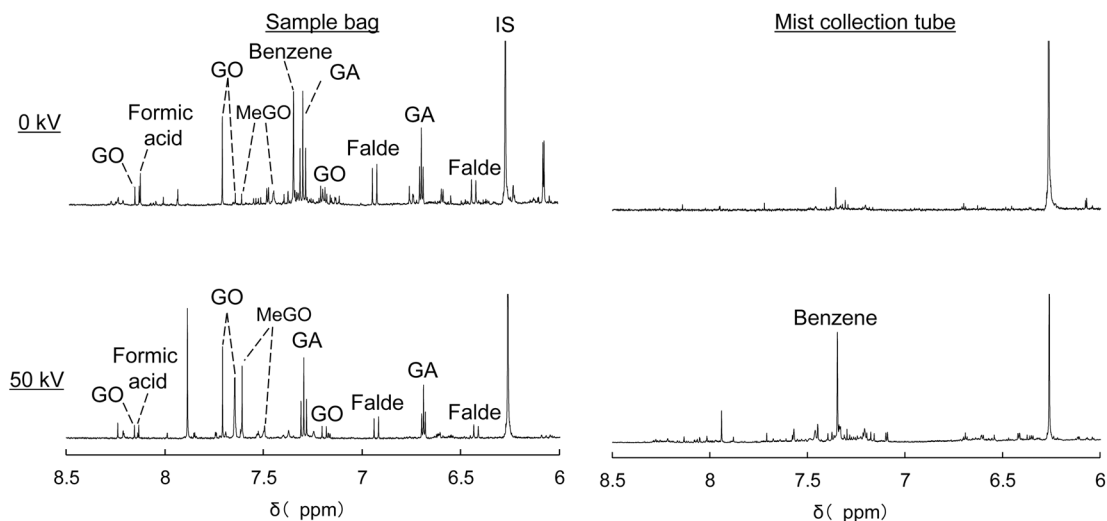 Sample bag
Mist collection tube
IS
Benzene
GO
GA
MeGO
Formic
acid
GA
0 kV
Falde
GO
Falde
GO
GO
MeGO
Benzene
GA
Formic
acid
GA
50 kV
GO
Falde
GO
Falde
8.5
8
7.5
7
6.5
6
8.5
8
7.5
7
6.5
6
δ( ppm)
δ( ppm)